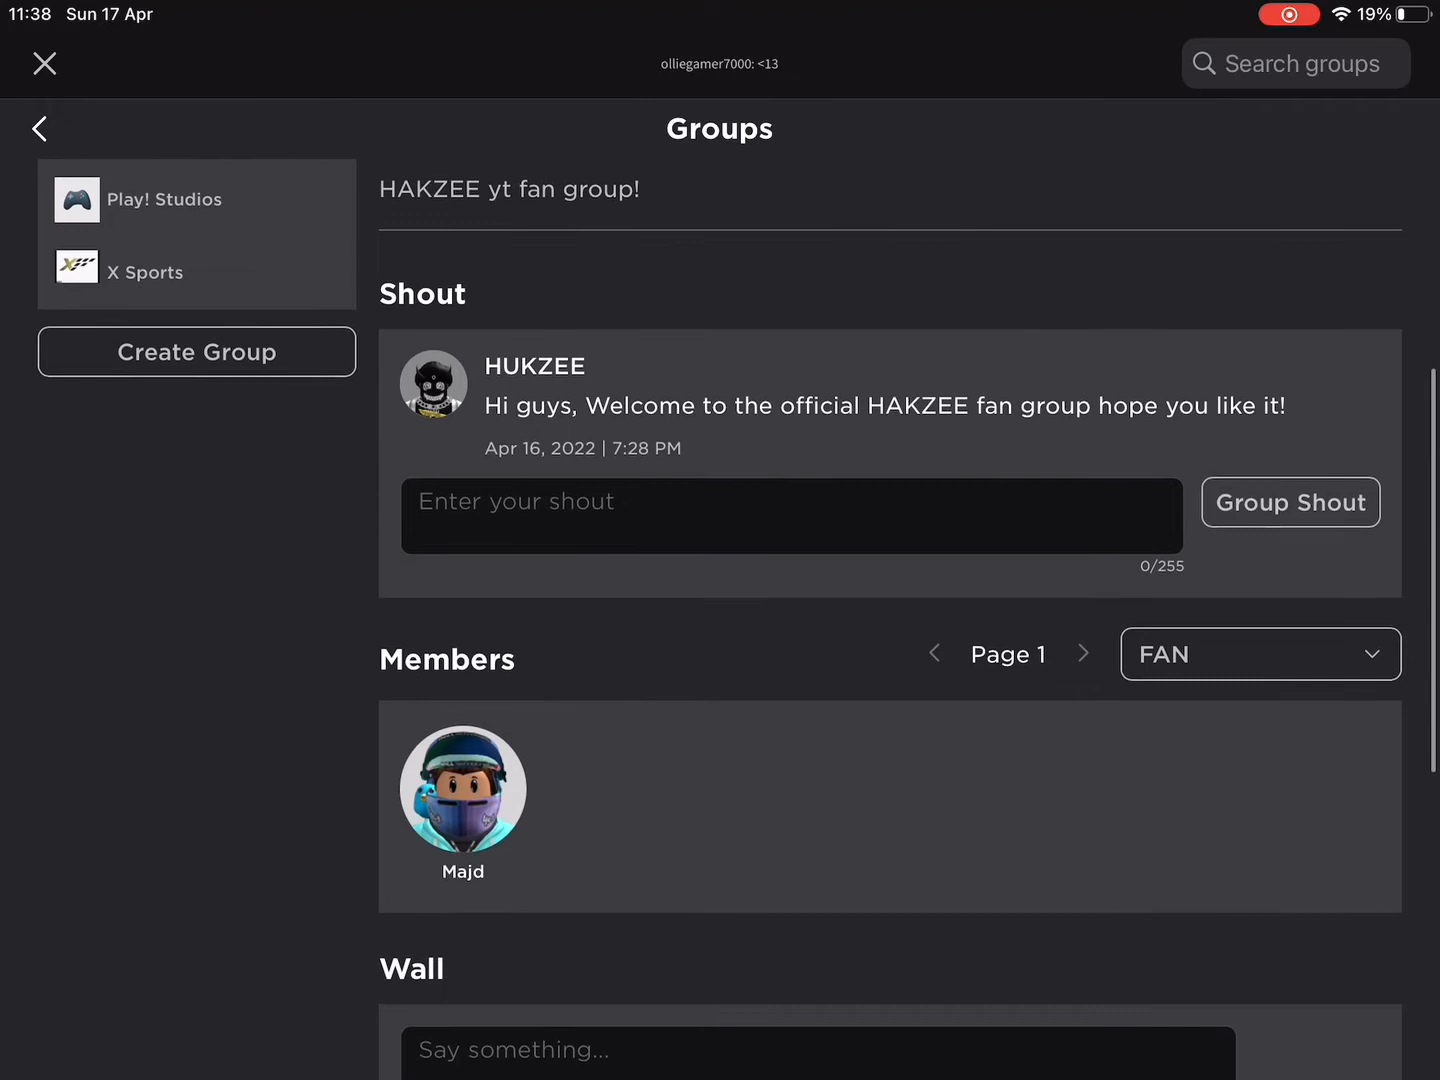 11:38 Sun 17 Apr
19%
olliegamer7000: <13
Search groups
Groups
Play! Studios
X Sports
Create Group
HAKZEE yt fan group!
Shout
HUKZEE
Hi guys, Welcome to the official HAKZEE fan group hope you like it!
Apr 16, 2022 | 7:28 PM
Enter your shout
Group Shout
0/255
Members
Page 1
FAN
Majd
Wall
Say something...